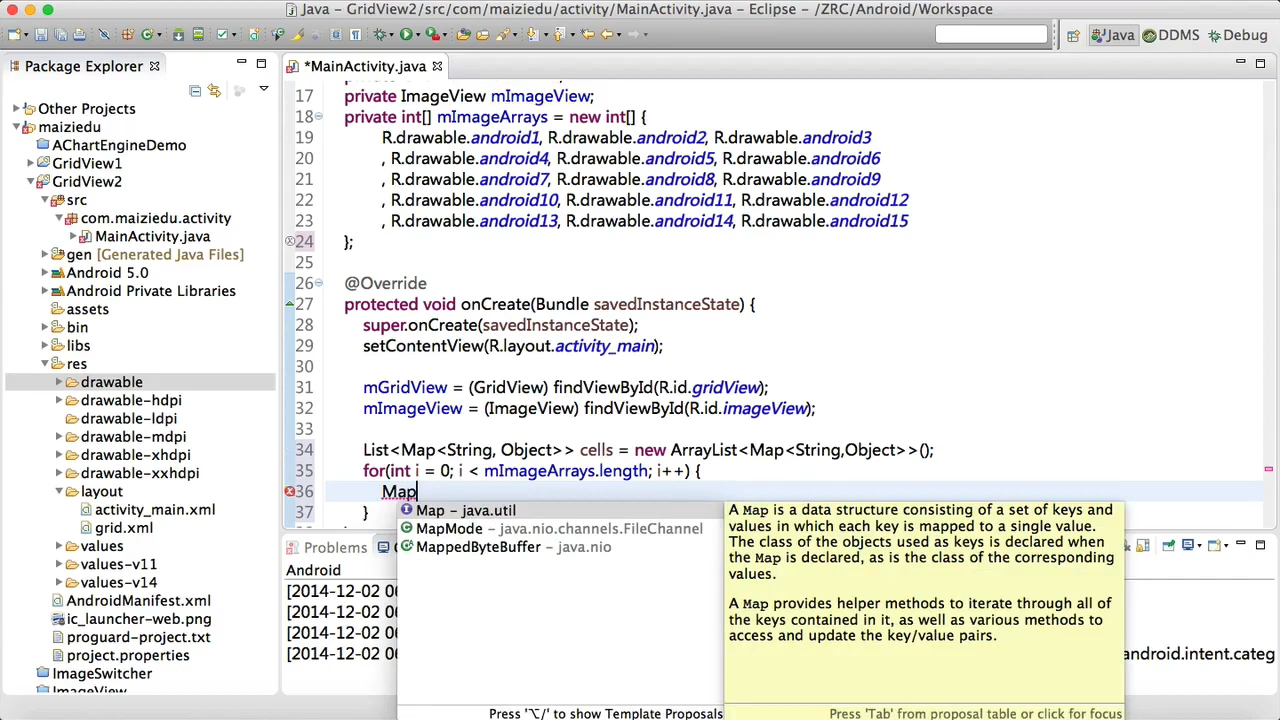 Java – GridView2/src/com/maiziedu/activity/MainActivity.java – Eclipse – /ZRC/Android/Workspace
Java
DDMS
Debug
Package Explorer
*MainActivity.java
Other Projects
maiziedu
AChartEngineDemo
GridView1
GridView2
src
com.maiziedu.activity
MainActivity.java
gen [Generated Java Files]
Android 5.0
Android Private Libraries
assets
bin
libs
res
drawable
drawable-hdpi
drawable-ldpi
drawable-mdpi
drawable-xhdpi
drawable-xxhdpi
layout
activity_main.xml
grid.xml
values
values-v11
values-v14
AndroidManifest.xml
ic_launcher-web.png
proguard-project.txt
project.properties
ImageSwitcher
ImageView
17 private ImageView mImageView;
18 private int[] mImageArrays = new int[] {
19 R.drawable.android1, R.drawable.android2, R.drawable.android3
20 , R.drawable.android4, R.drawable.android5, R.drawable.android6
21 , R.drawable.android7, R.drawable.android8, R.drawable.android9
22 , R.drawable.android10, R.drawable.android11, R.drawable.android12
23 , R.drawable.android13, R.drawable.android14, R.drawable.android15
24 };
25
26 @Override
27 protected void onCreate(Bundle savedInstanceState) {
28 super.onCreate(savedInstanceState);
29 setContentView(R.layout.activity_main);
30
31 mGridView = (GridView) findViewById(R.id.gridView);
32 mImageView = (ImageView) findViewById(R.id.imageView);
33
34 List<Map<String, Object>> cells = new ArrayList<Map<String,Object>>();
35 for(int i = 0; i < mImageArrays.length; i++) {
36 Map
37 }
Map – java.util
MapMode – java.nio.channels.FileChannel
MappedByteBuffer – java.nio
Press '⌥/' to show Template Proposals
A Map is a data structure consisting of a set of keys and
values in which each key is mapped to a single value.
The class of the objects used as keys is declared when
the Map is declared, as is the class of the corresponding
values.
A Map provides helper methods to iterate through all of
the keys contained in it, as well as various methods to
access and update the key/value pairs.
Press 'Tab' from proposal table or click for focus
Problems
Android
[2014-12-02 0
[2014-12-02 0
[2014-12-02 0
[2014-12-02 0
android.intent.categ